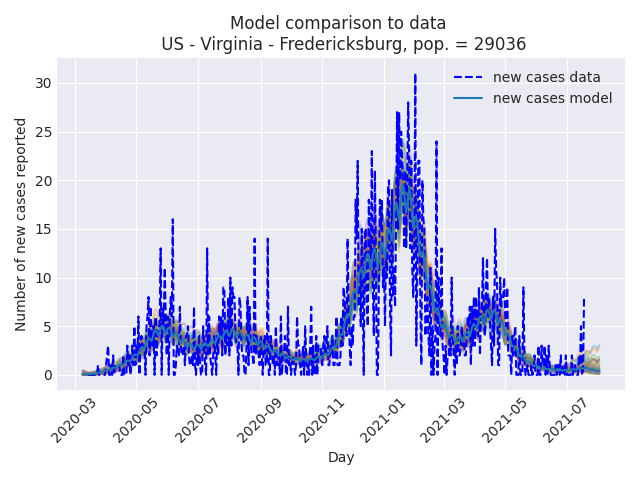 Model comparison to data
US - Virginia - Fredericksburg, pop. = 29036
new cases data
new cases model
Number of new cases reported
30
25
20
15
10
5
0
2020-03
2020-05
2020-07
2020-09
2020-11
2021-01
2021-03
2021-05
2021-07
Day